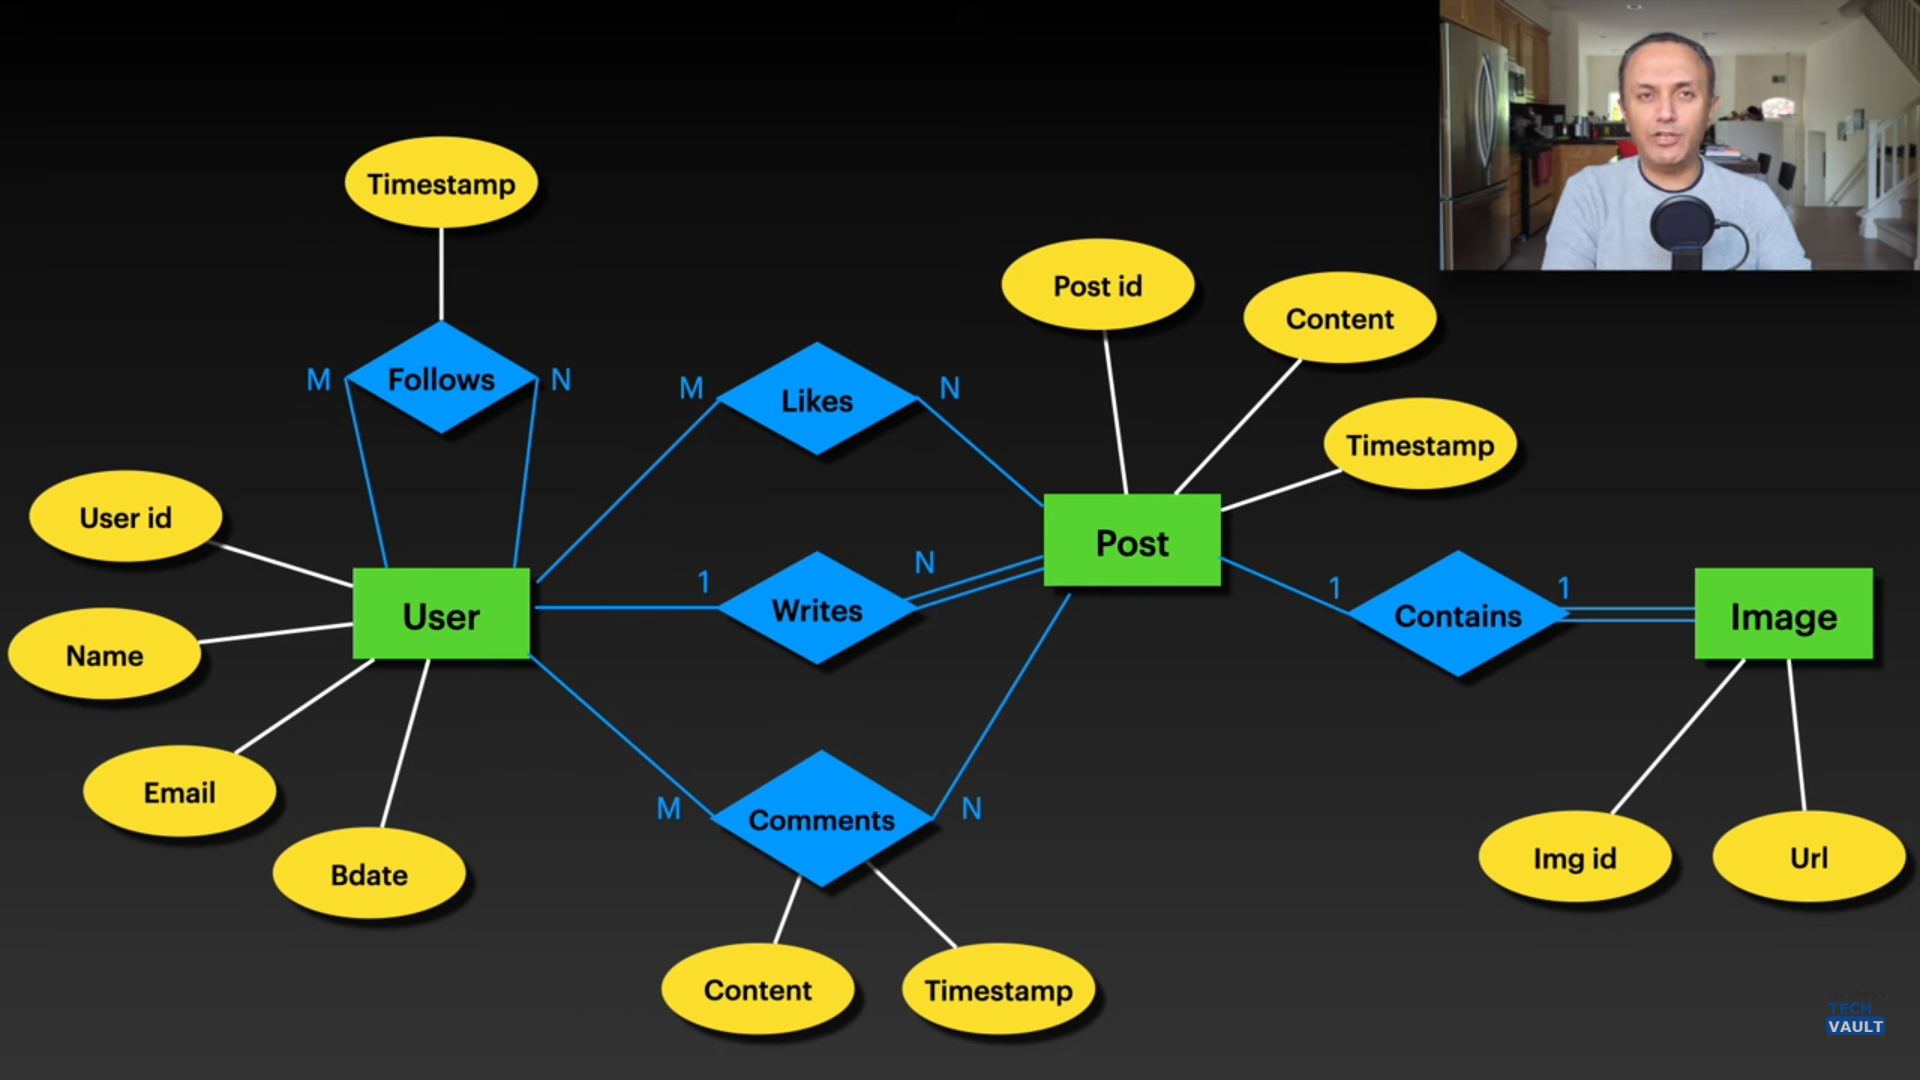 Timestamp
Post id
Content
M
Follows
N
M
Likes
N
Timestamp
User id
Post
N
1
Writes
1
Contains
1
User
Image
Name
Email
M
Comments
N
Bdate
Img id
Url
Content
Timestamp
TECH
VAULT